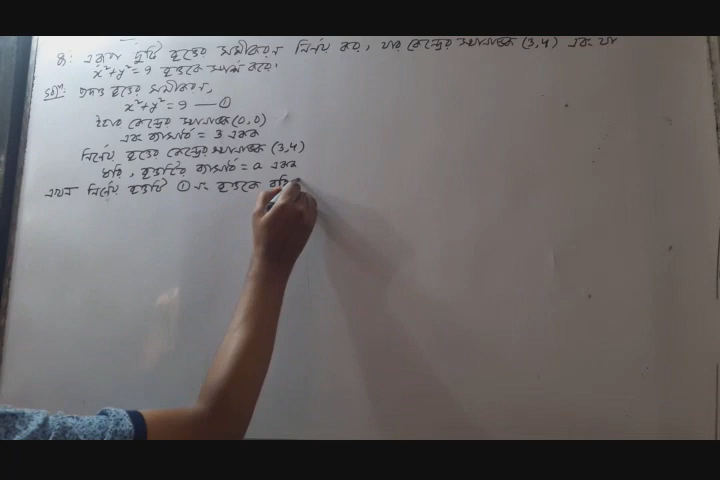 ৪: এরূপ দুটি বৃত্তের সমীকরণ নির্ণয় কর, যার কেন্দ্রের স্থানাঙ্ক (3,4) এবং যা
x²+y²=9 বৃত্তকে স্পর্শ করে।
প্রদত্ত বৃত্তের সমীকরণ,
x²+y²=9 —①
ইহার কেন্দ্রের স্থানাঙ্ক (0,0)
এবং ব্যাসার্ধ = 3 একক
নির্ণেয় বৃত্তের কেন্দ্রের স্থানাঙ্ক (3,4)
ধরি, বৃত্তটির ব্যাসার্ধ = a একক
এখন নির্ণেয় বৃত্তটি ① নং বৃত্তকে